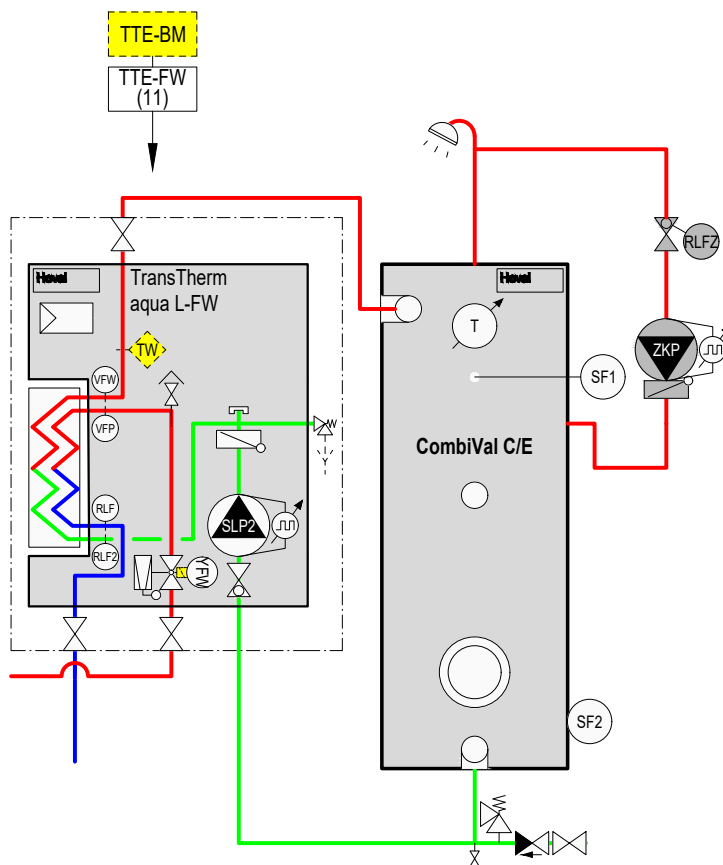 TTE-BM
TTE-FW
(11)
RLFZ
Hoval
TransTherm
aqua L-FW
Hoval
T
TW
ZKP
VFW
SF1
VFP
CombiVal C/E
RLF
SLP2
RLF2
YFW
SF2